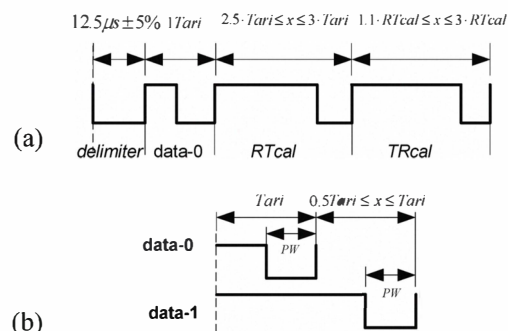 12.5μs±5% 1Tari 2.5·Tari≤x≤3·Tari 1.1·RTcal≤x≤3·RTcal
(a)
delimiter data-0 RTcal TRcal
Tari 0.5Tari≤x≤Tari
data-0 PW
data-1 PW
(b)